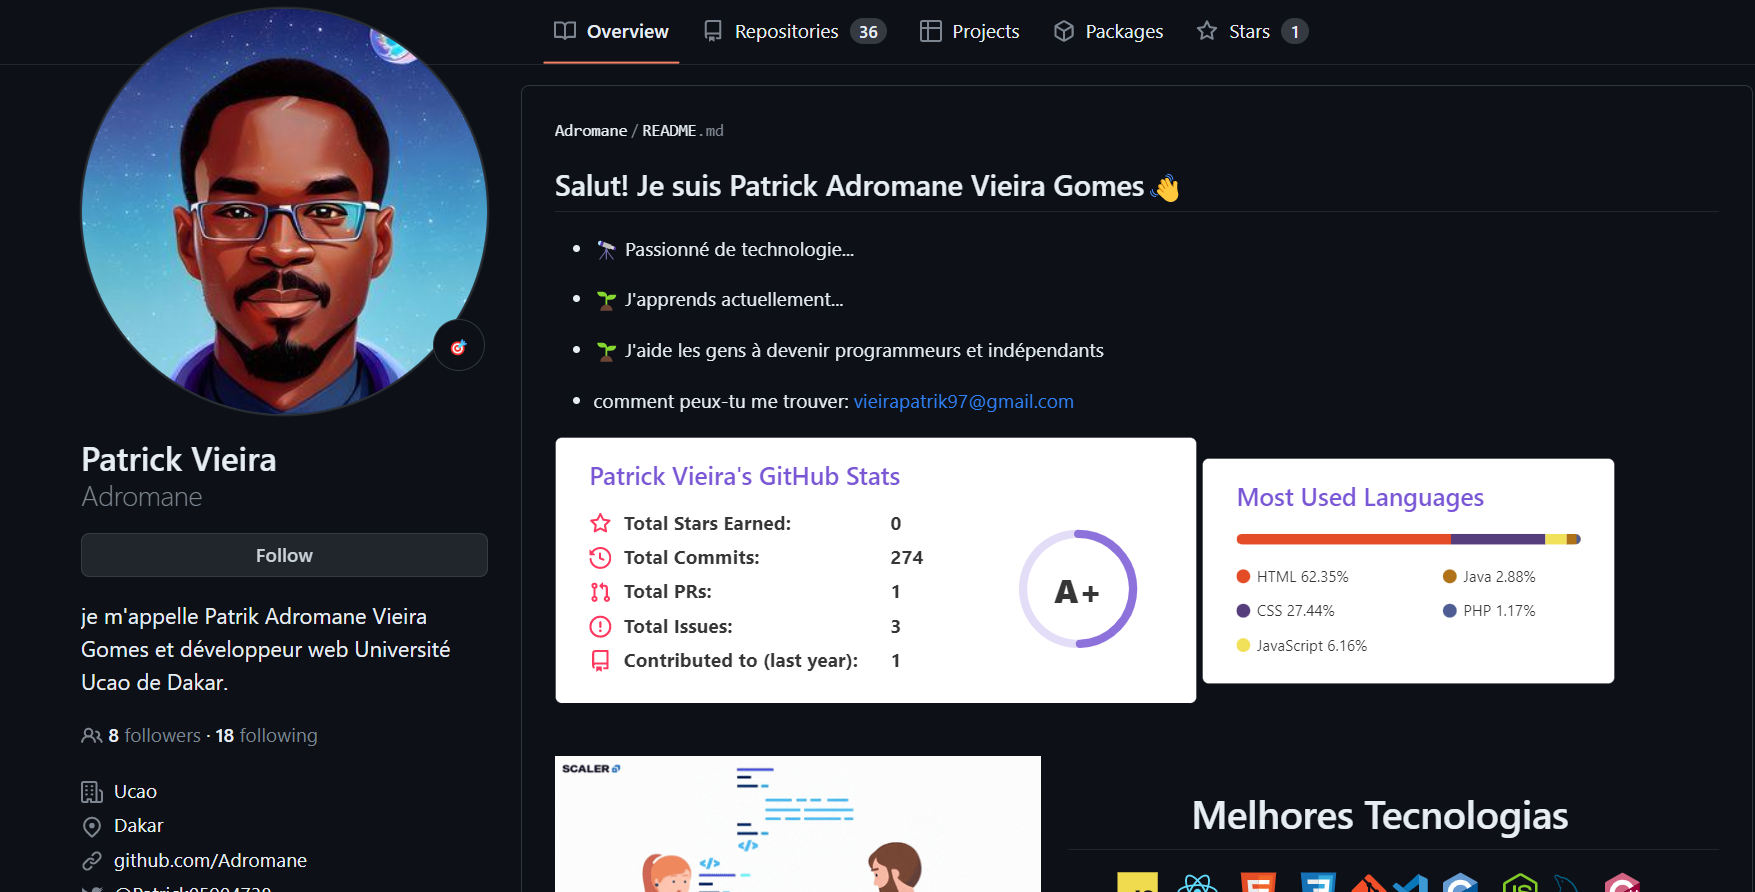 Overview
Repositories 36
Projects
Packages
Stars 1
Adromane / README.md
Salut! Je suis Patrick Adromane Vieira Gomes 👋
• 🔭 Passionné de technologie...
• 🌱 J'apprends actuellement...
• 🌱 J'aide les gens à devenir programmeurs et indépendants
• comment peux-tu me trouver: vieirapatrik97@gmail.com
Patrick Vieira
Adromane
Follow
je m'appelle Patrik Adromane Vieira
Gomes et développeur web Université
Ucao de Dakar.
8 followers · 18 following
Ucao
Dakar
github.com/Adromane
Patrick Vieira's GitHub Stats
Total Stars Earned: 0
Total Commits: 274
Total PRs: 1
Total Issues: 3
Contributed to (last year): 1
A+
Most Used Languages
HTML 62.35%
CSS 27.44%
JavaScript 6.16%
Java 2.88%
PHP 1.17%
SCALER
Melhores Tecnologias